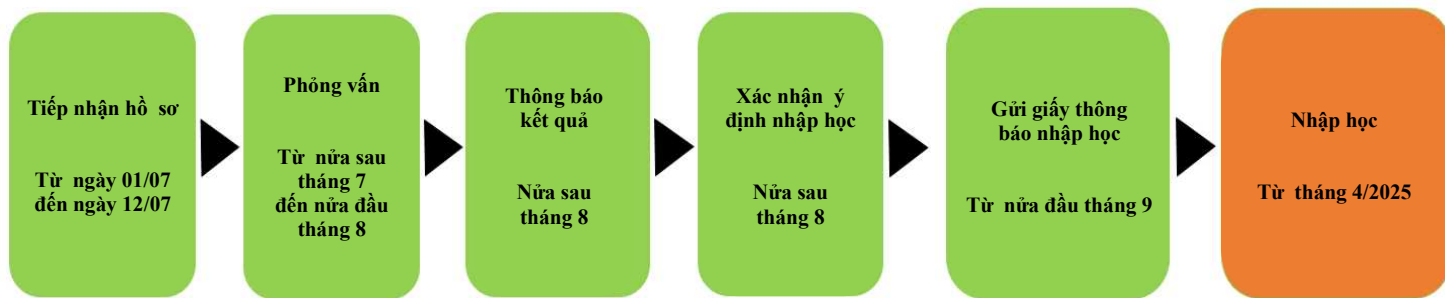 Tiếp nhận hồ sơ
Từ ngày 01/07
đến ngày 12/07
Phỏng vấn
Từ nửa sau
tháng 7
đến nửa đầu
tháng 8
Thông báo
kết quả
Nửa sau
tháng 8
Xác nhận ý
định nhập học
Nửa sau
tháng 8
Gửi giấy thông
báo nhập học
Từ nửa đầu tháng 9
Nhập học
Từ tháng 4/2025